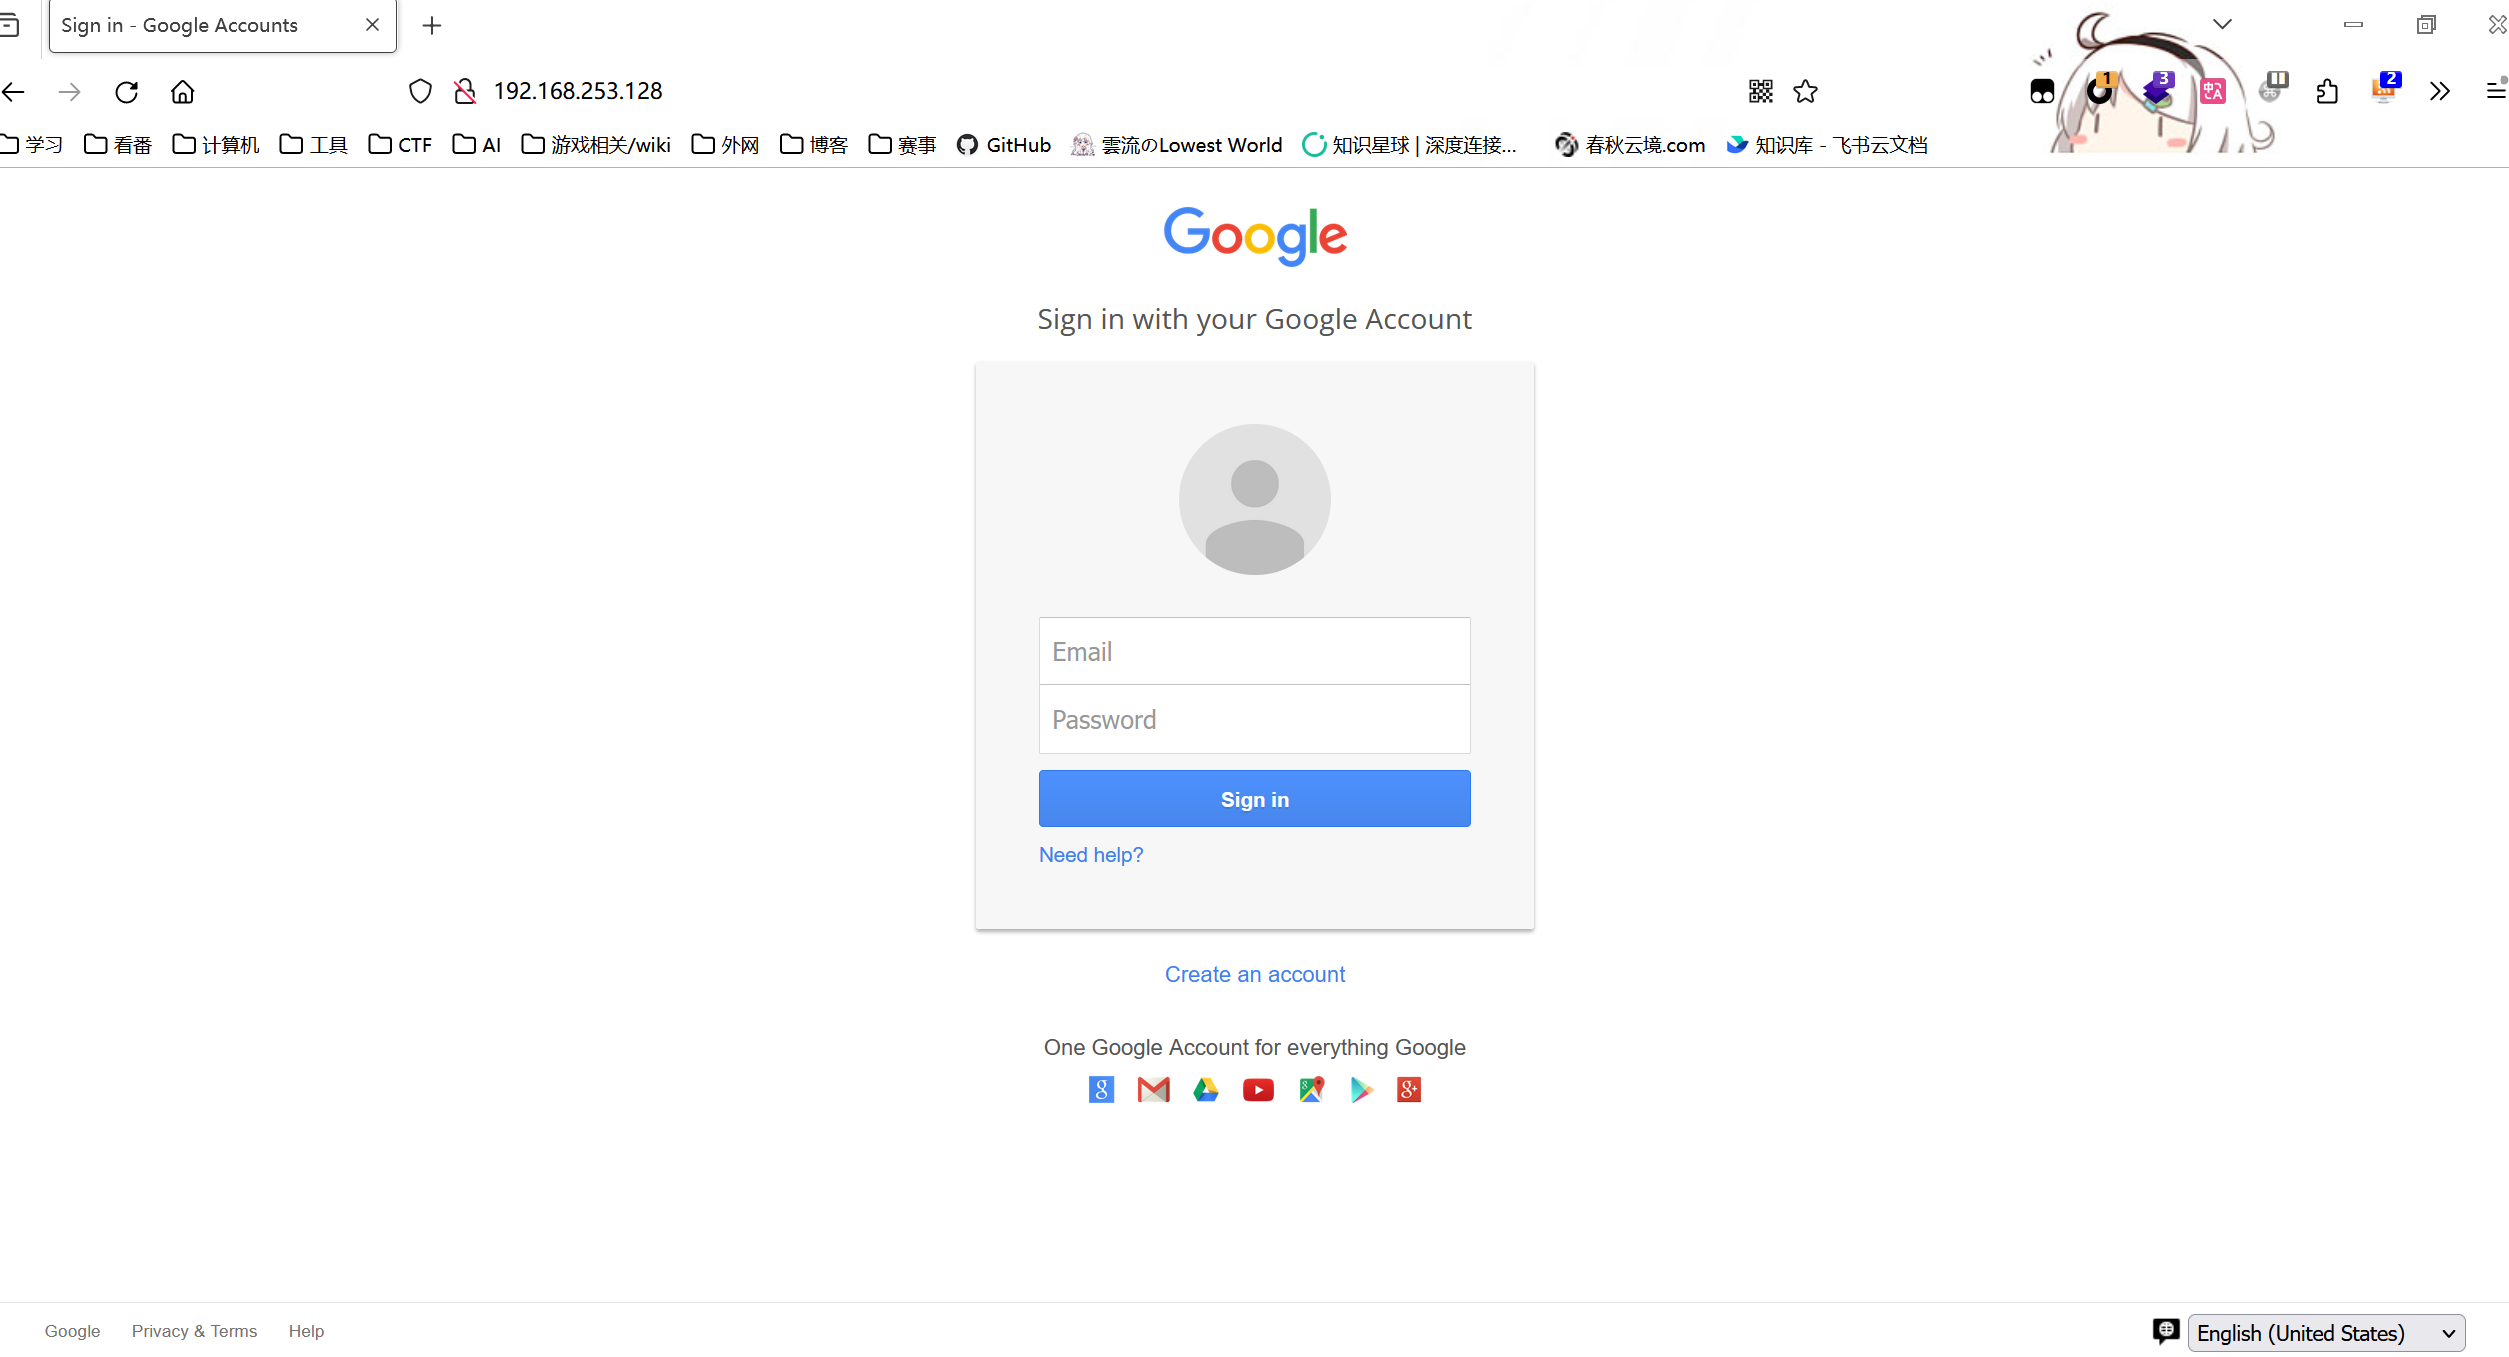 Sign in - Google Accounts
192.168.253.128
1
3
中A
2
学习 看番 计算机 工具 CTF AI 游戏相关/wiki 外网 博客 赛事 GitHub 雲流のLowest World 知识星球 | 深度连接... 春秋云境.com 知识库 - 飞书云文档
Google
Sign in with your Google Account
Email
Password
Sign in
Need help?
Create an account
One Google Account for everything Google
Google Privacy & Terms Help
English (United States)